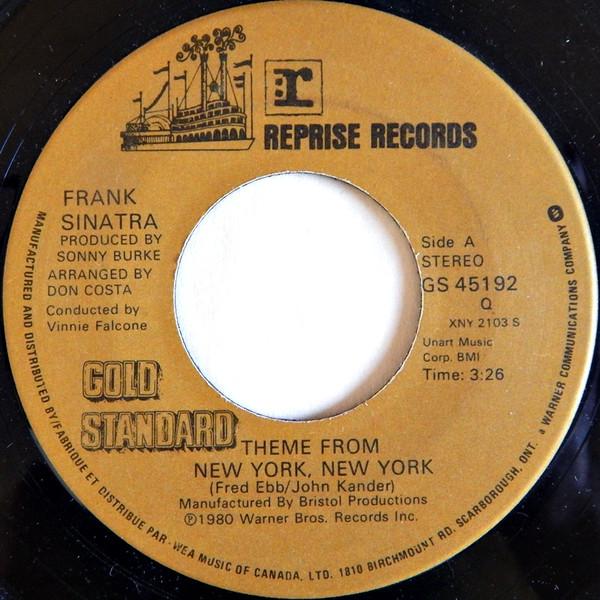 r
REPRISE RECORDS
FRANK
SINATRA
PRODUCED BY
SONNY BURKE
ARRANGED BY
DON COSTA
Conducted by
Vinnie Falcone
Side A
STEREO
GS 45192
Q
XNY 2103 S
Unart Music
Corp. BMI
Time: 3:26
GOLD
STANDARD
THEME FROM
NEW YORK, NEW YORK
(Fred Ebb/John Kander)
Manufactured By Bristol Productions
℗1980 Warner Bros. Records Inc.
MANUFACTURED AND DISTRIBUTED BY/FABRIQUE ET DISTRIBUE PAR-WEA MUSIC OF CANADA, LTD. 1810 BIRCHMOUNT RD. SCARBOROUGH, ONT. a WARNER COMMUNICATIONS COMPANY